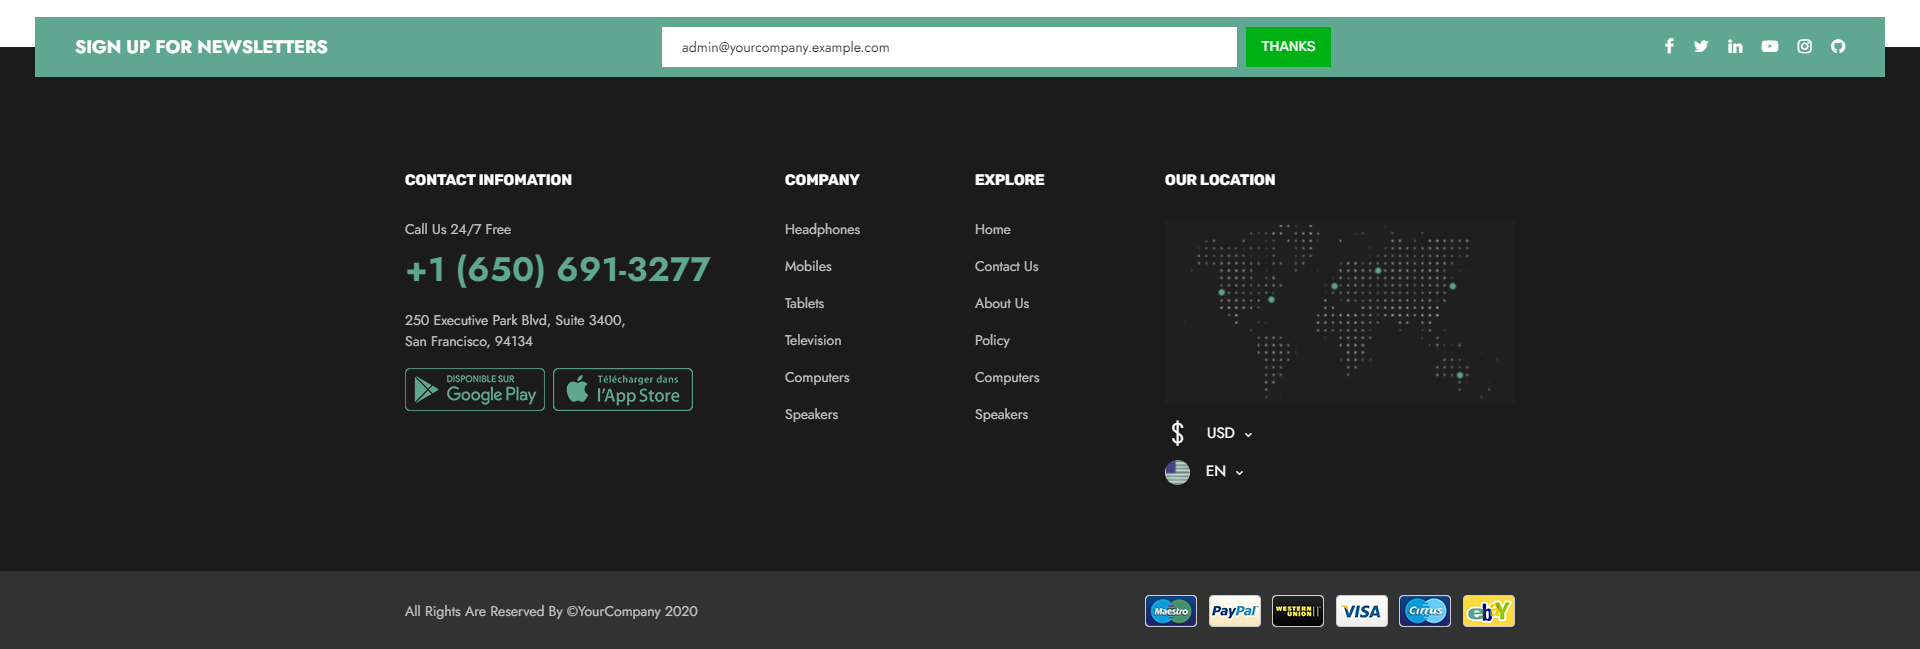 SIGN UP FOR NEWSLETTERS
admin@yourcompany.example.com
THANKS
CONTACT INFOMATION
Call Us 24/7 Free
+1 (650) 691-3277
250 Executive Park Blvd, Suite 3400,
San Francisco, 94134
DISPONIBLE SUR
Google Play
Télécharger dans
l'App Store
COMPANY
Headphones
Mobiles
Tablets
Television
Computers
Speakers
EXPLORE
Home
Contact Us
About Us
Policy
Computers
Speakers
OUR LOCATION
$ USD
EN
All Rights Are Reserved By ©YourCompany 2020
Maestro
PayPal
WESTERN
UNION
VISA
Cirrus
ebaY